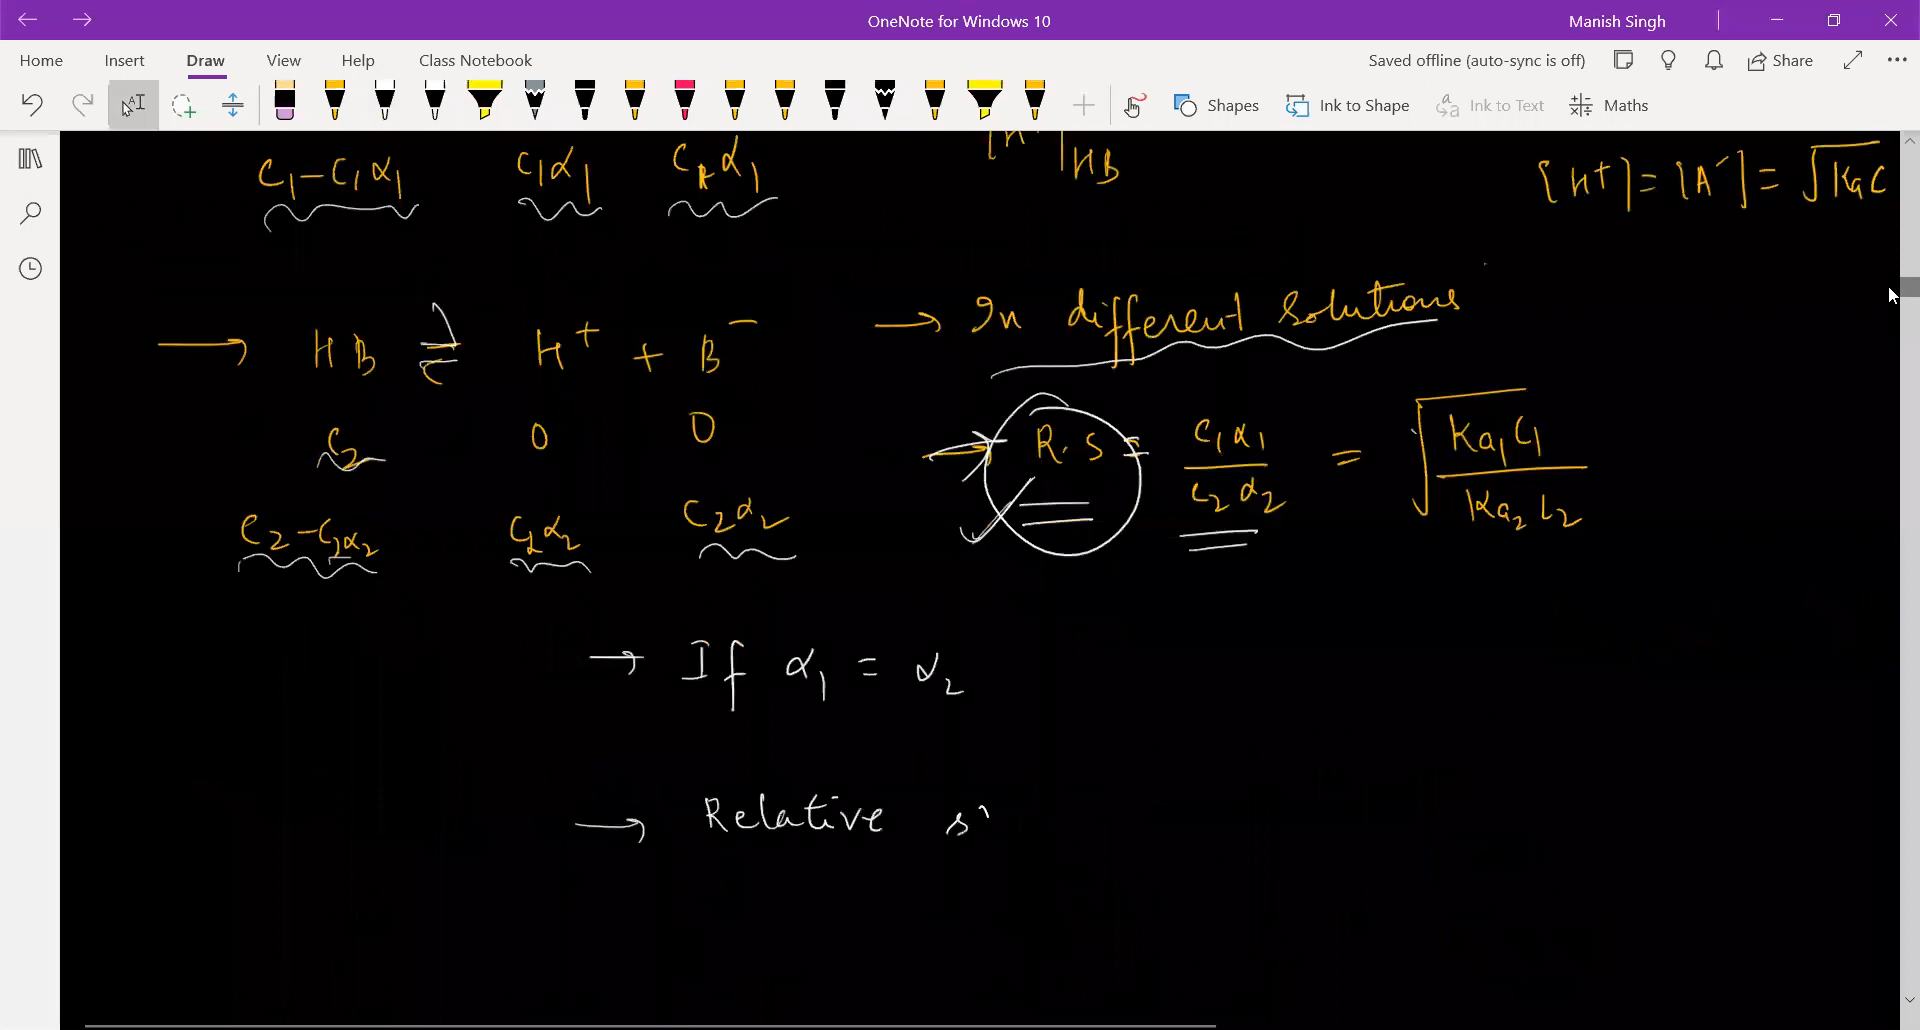 OneNote for Windows 10
Manish Singh
Home Insert Draw View Help Class Notebook
Saved offline (auto-sync is off) Share
Shapes Ink to Shape Ink to Text Maths
C₁-C₁α₁ C₁α₁ C₁α₁
HB
[H⁺] = [A⁻] = √KaC
→ HB ⇌ H⁺ + B⁻
C₂ 0 0
C₂-C₂α₂ C₂α₂ C₂α₂
→ In different solutions
→ R.S = C₁α₁/C₂α₂ = √Ka₁C₁/Ka₂C₂
→ If α₁ = α₂
→ Relative